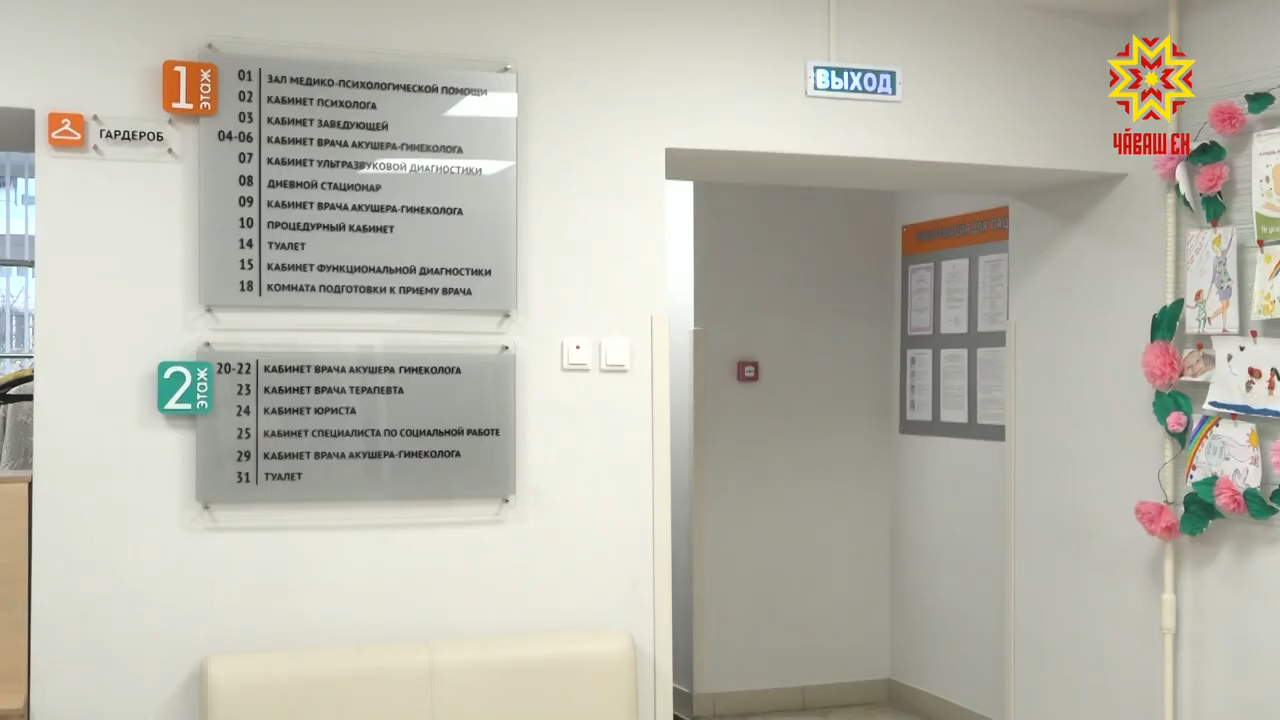 1 ЭТАЖ
01 ЗАЛ МЕДИКО-ПСИХОЛОГИЧЕСКОЙ ПОМОЩИ
02 КАБИНЕТ ПСИХОЛОГА
03 КАБИНЕТ ЗАВЕДУЮЩЕЙ
04-06 КАБИНЕТ ВРАЧА АКУШЕРА-ГИНЕКОЛОГА
07 КАБИНЕТ УЛЬТРАЗВУКОВОЙ ДИАГНОСТИКИ
08 ДНЕВНОЙ СТАЦИОНАР
09 КАБИНЕТ ВРАЧА АКУШЕРА-ГИНЕКОЛОГА
10 ПРОЦЕДУРНЫЙ КАБИНЕТ
14 ТУАЛЕТ
15 КАБИНЕТ ФУНКЦИОНАЛЬНОЙ ДИАГНОСТИКИ
18 КОМНАТА ПОДГОТОВКИ К ПРИЕМУ ВРАЧА
ГАРДЕРОБ
2 ЭТАЖ
20-22 КАБИНЕТ ВРАЧА АКУШЕРА ГИНЕКОЛОГА
23 КАБИНЕТ ВРАЧА ТЕРАПЕВТА
24 КАБИНЕТ ЮРИСТА
25 КАБИНЕТ СПЕЦИАЛИСТА ПО СОЦИАЛЬНОЙ РАБОТЕ
29 КАБИНЕТ ВРАЧА АКУШЕРА-ГИНЕКОЛОГА
31 ТУАЛЕТ
ВЫХОД
ЧĂВАШ ЕН